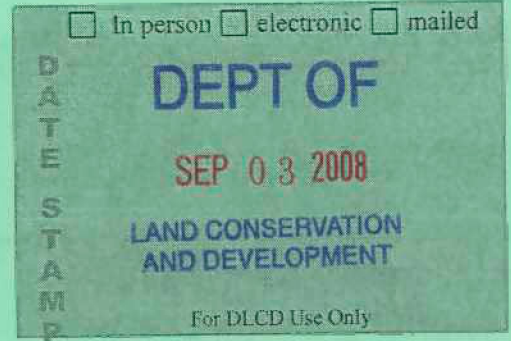 ☐ In person ☐ electronic ☐ mailed
DATE STAMP
DEPT OF
SEP 03 2008
LAND CONSERVATION
AND DEVELOPMENT
For DLCD Use Only